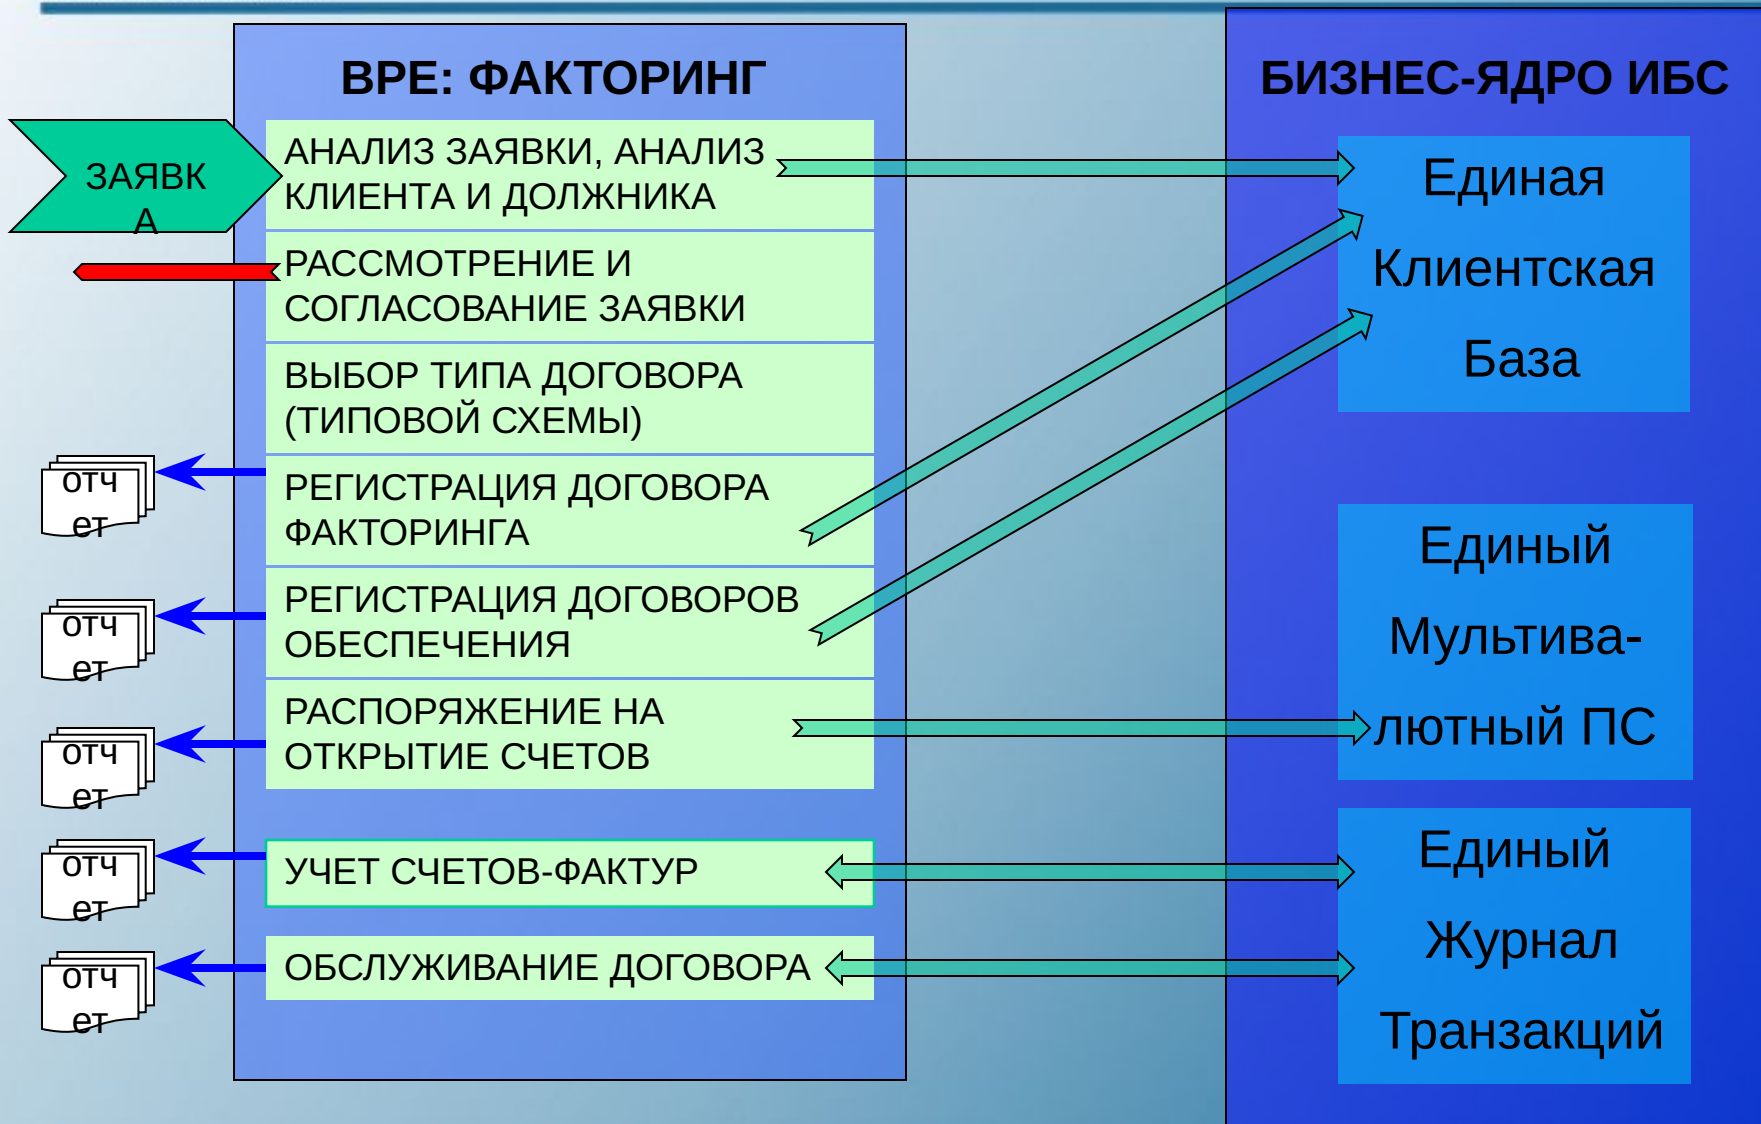 ВРЕ: ФАКТОРИНГ
ЗАЯВК
А
АНАЛИЗ ЗАЯВКИ, АНАЛИЗ
КЛИЕНТА И ДОЛЖНИКА
РАССМОТРЕНИЕ И
СОГЛАСОВАНИЕ ЗАЯВКИ
ВЫБОР ТИПА ДОГОВОРА
(ТИПОВОЙ СХЕМЫ)
отч
ет
РЕГИСТРАЦИЯ ДОГОВОРА
ФАКТОРИНГА
отч
ет
РЕГИСТРАЦИЯ ДОГОВОРОВ
ОБЕСПЕЧЕНИЯ
отч
ет
РАСПОРЯЖЕНИЕ НА
ОТКРЫТИЕ СЧЕТОВ
отч
ет
УЧЕТ СЧЕТОВ-ФАКТУР
отч
ет
ОБСЛУЖИВАНИЕ ДОГОВОРА
БИЗНЕС-ЯДРО ИБС
Единая
Клиентская
База
Единый
Мультива-
лютный ПС
Единый
Журнал
Транзакций